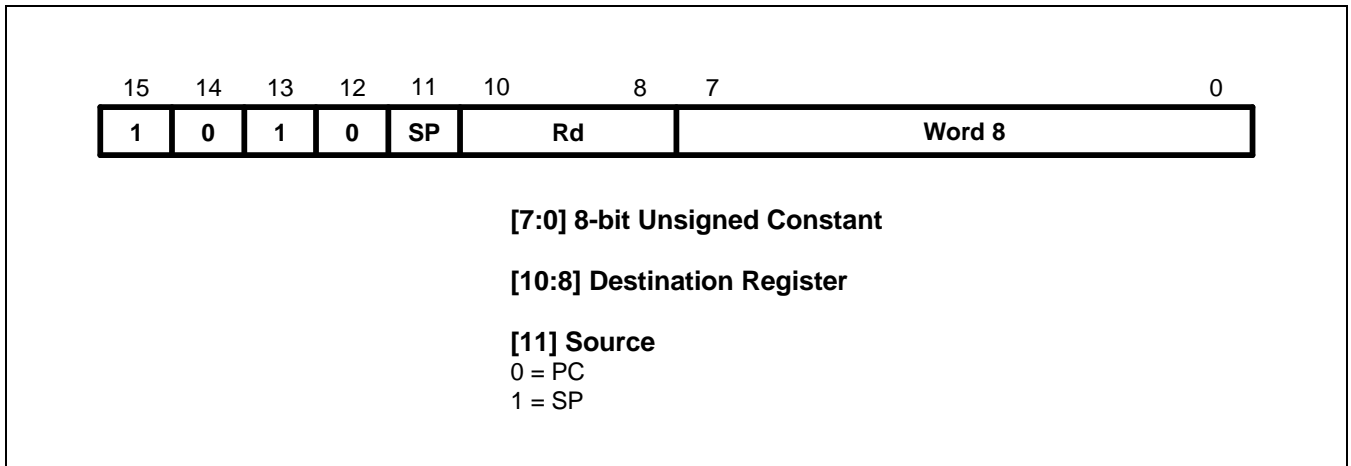 15 14 13 12 11 10 8 7 0
1 0 1 0 SP Rd Word 8
[7:0] 8-bit Unsigned Constant
[10:8] Destination Register
[11] Source
0 = PC
1 = SP